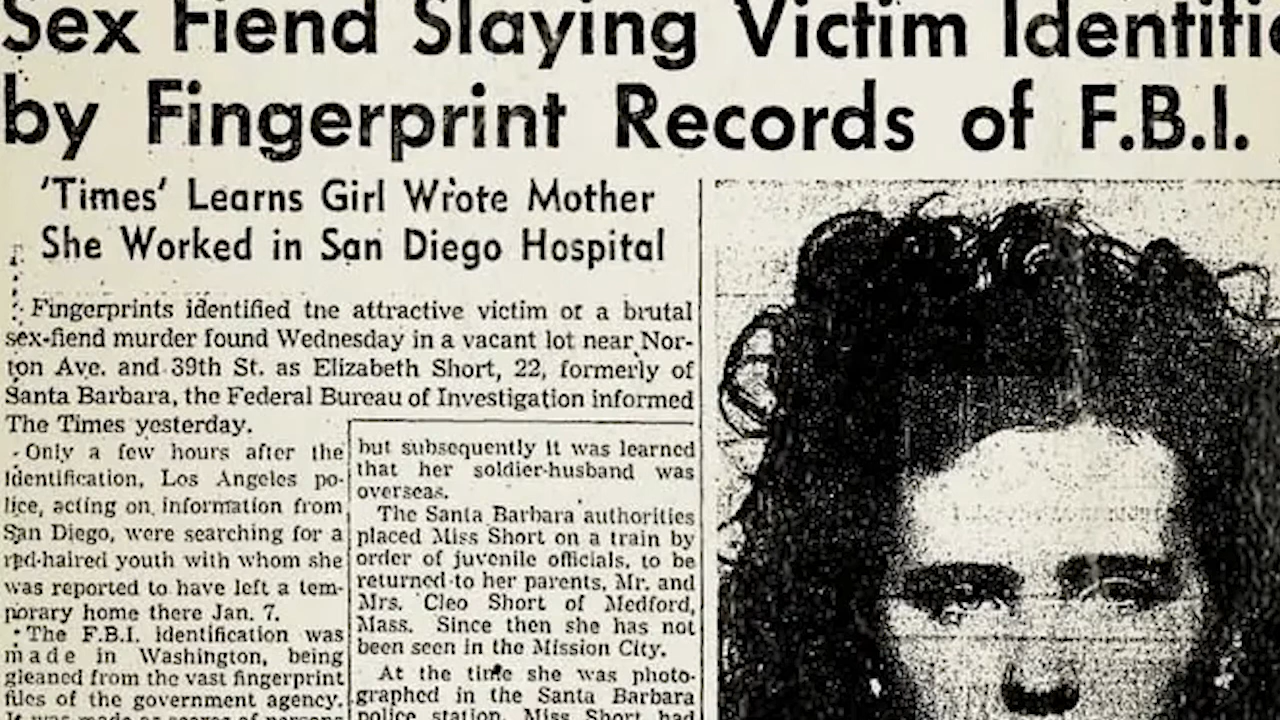 Sex Fiend Slaying Victim Identifie
by Fingerprint Records of F.B.I.
'Times' Learns Girl Wrote Mother
She Worked in San Diego Hospital
Fingerprints identified the attractive victim of a brutal
sex-fiend murder found Wednesday in a vacant lot near Nor-
ton Ave. and 39th St. as Elizabeth Short, 22, formerly of
Santa Barbara, the Federal Bureau of Investigation informed
The Times yesterday.
Only a few hours after the
identification, Los Angeles po-
lice, acting on information from
San Diego, were searching for a
red-haired youth with whom she
was reported to have left a tem-
porary home there Jan. 7.
The F.B.I. identification was
made in Washington, being
gleaned from the vast fingerprint
files of the government agency.
It was made as scores of persons
but subsequently it was learned
that her soldier-husband was
overseas.
The Santa Barbara authorities
placed Miss Short on a train by
order of juvenile officials, to be
returned to her parents, Mr. and
Mrs. Cleo Short of Medford,
Mass. Since then she has not
been seen in the Mission City.
At the time she was photo-
graphed in the Santa Barbara
police station, Miss Short had